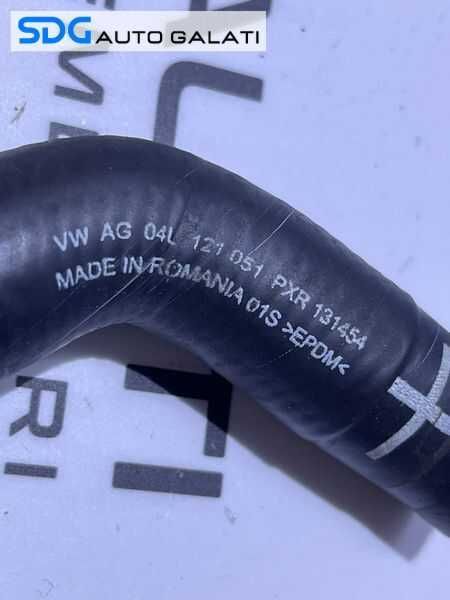 SDG AUTO GALATI
VW AG 04L 121 051 PXR 131454
MADE IN ROMANIA 01S >EPDM<